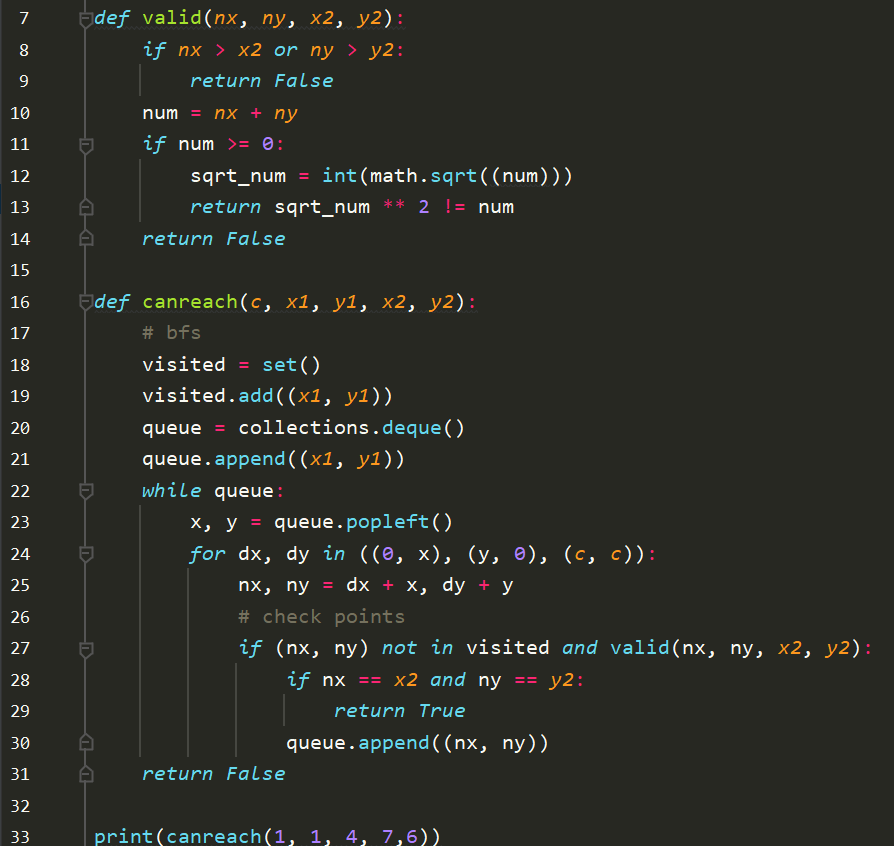 7 def valid(nx, ny, x2, y2):
8 if nx > x2 or ny > y2:
9 return False
10 num = nx + ny
11 if num >= 0:
12 sqrt_num = int(math.sqrt((num)))
13 return sqrt_num ** 2 != num
14 return False
15
16 def canreach(c, x1, y1, x2, y2):
17 # bfs
18 visited = set()
19 visited.add((x1, y1))
20 queue = collections.deque()
21 queue.append((x1, y1))
22 while queue:
23 x, y = queue.popleft()
24 for dx, dy in ((0, x), (y, 0), (c, c)):
25 nx, ny = dx + x, dy + y
26 # check points
27 if (nx, ny) not in visited and valid(nx, ny, x2, y2):
28 if nx == x2 and ny == y2:
29 return True
30 queue.append((nx, ny))
31 return False
32
33 print(canreach(1, 1, 4, 7,6))